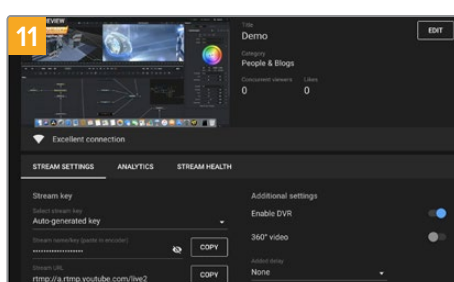 11
PREVIEW
Title
Demo
EDIT
Category
People & Blogs
Concurrent viewers Likes
0 0
Excellent connection
STREAM SETTINGS ANALYTICS STREAM HEALTH
Stream key
Additional settings
Select stream key
Auto-generated key
Enable DVR
360° video
Stream name/key (paste in encoder)
COPY
Added delay
None
Stream URL
rtmp://a.rtmp.youtube.com/live2
COPY